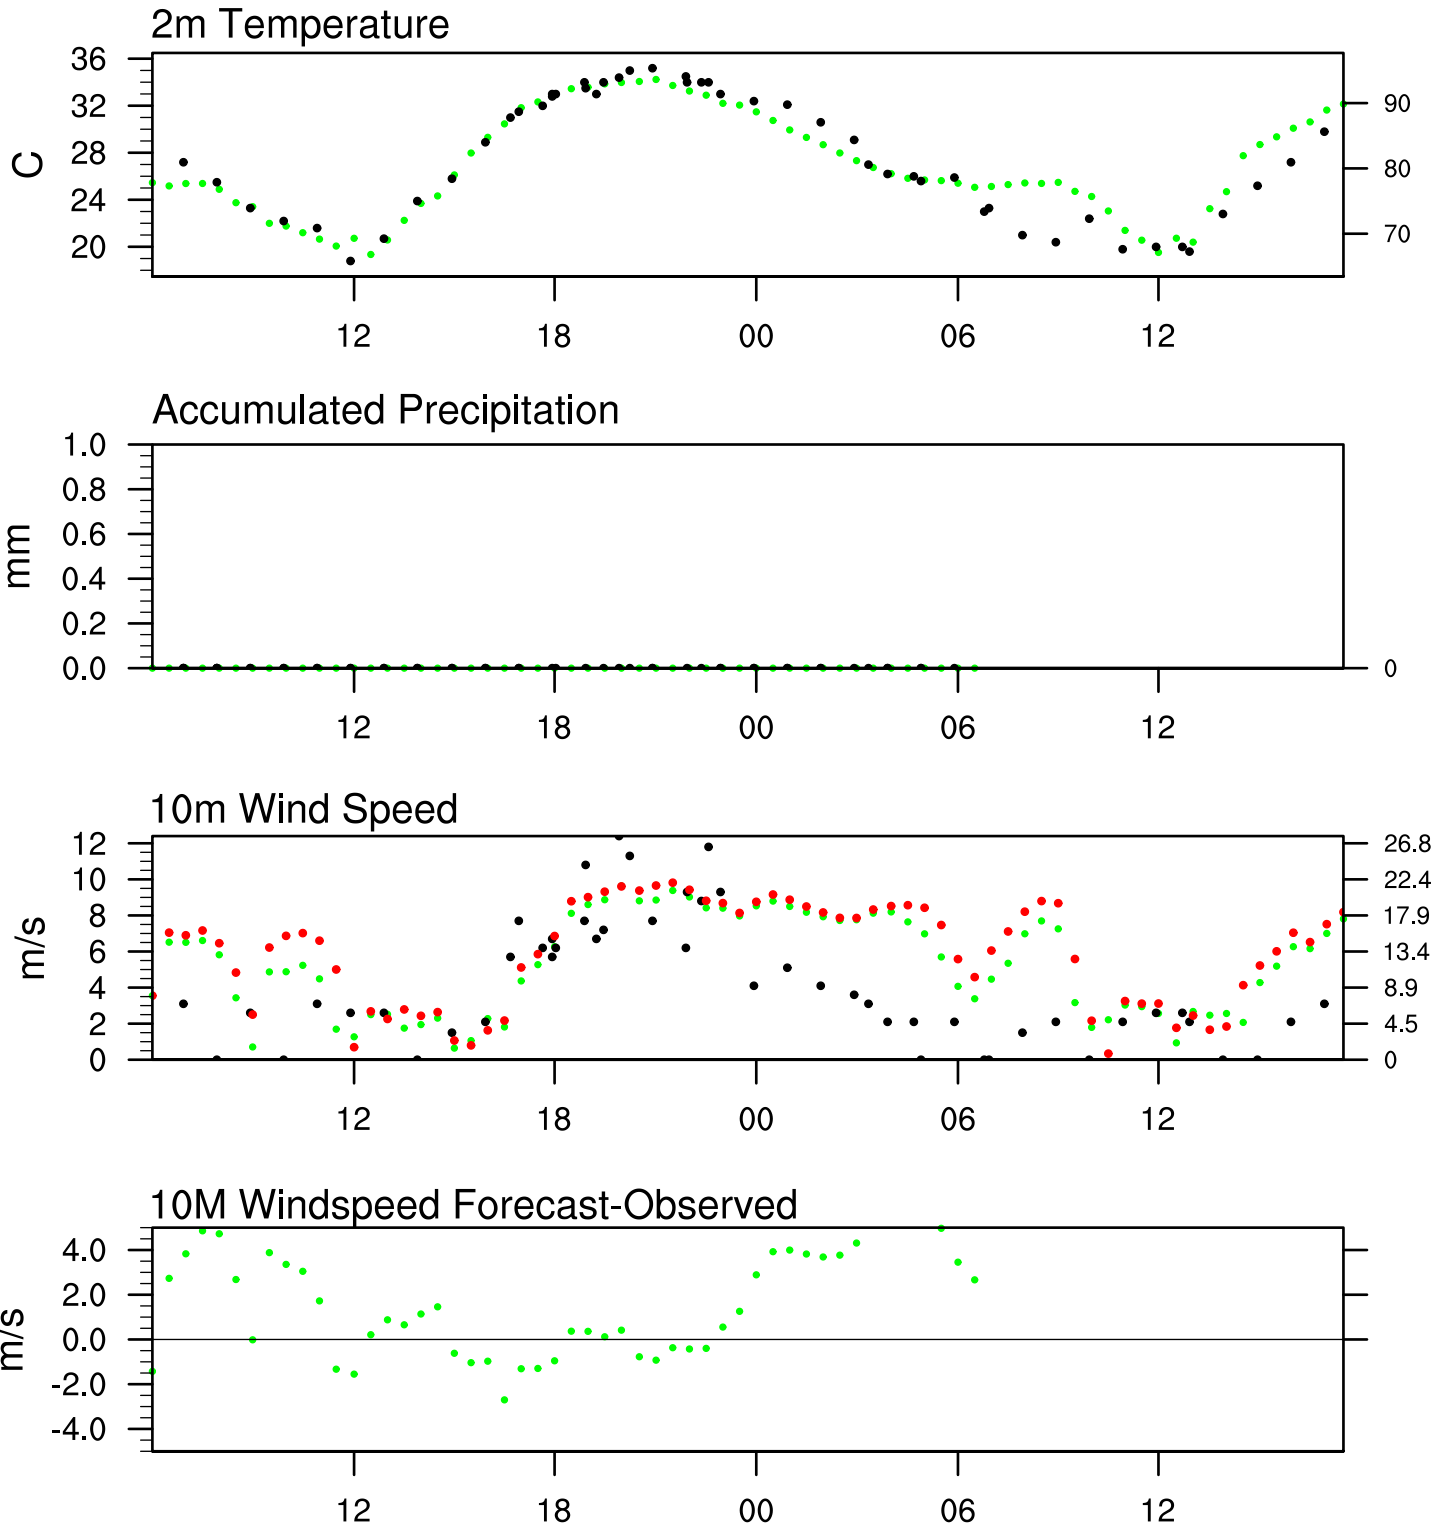 2m Temperature
36
32
28
24
20
C
90
80
70
12 18 00 06 12
Accumulated Precipitation
1.0
0.8
0.6
0.4
0.2
0.0
mm
0
12 18 00 06 12
10m Wind Speed
12
10
8
6
4
2
0
m/s
26.8
22.4
17.9
13.4
8.9
4.5
0
12 18 00 06 12
10M Windspeed Forecast-Observed
4.0
2.0
0.0
-2.0
-4.0
m/s
12 18 00 06 12